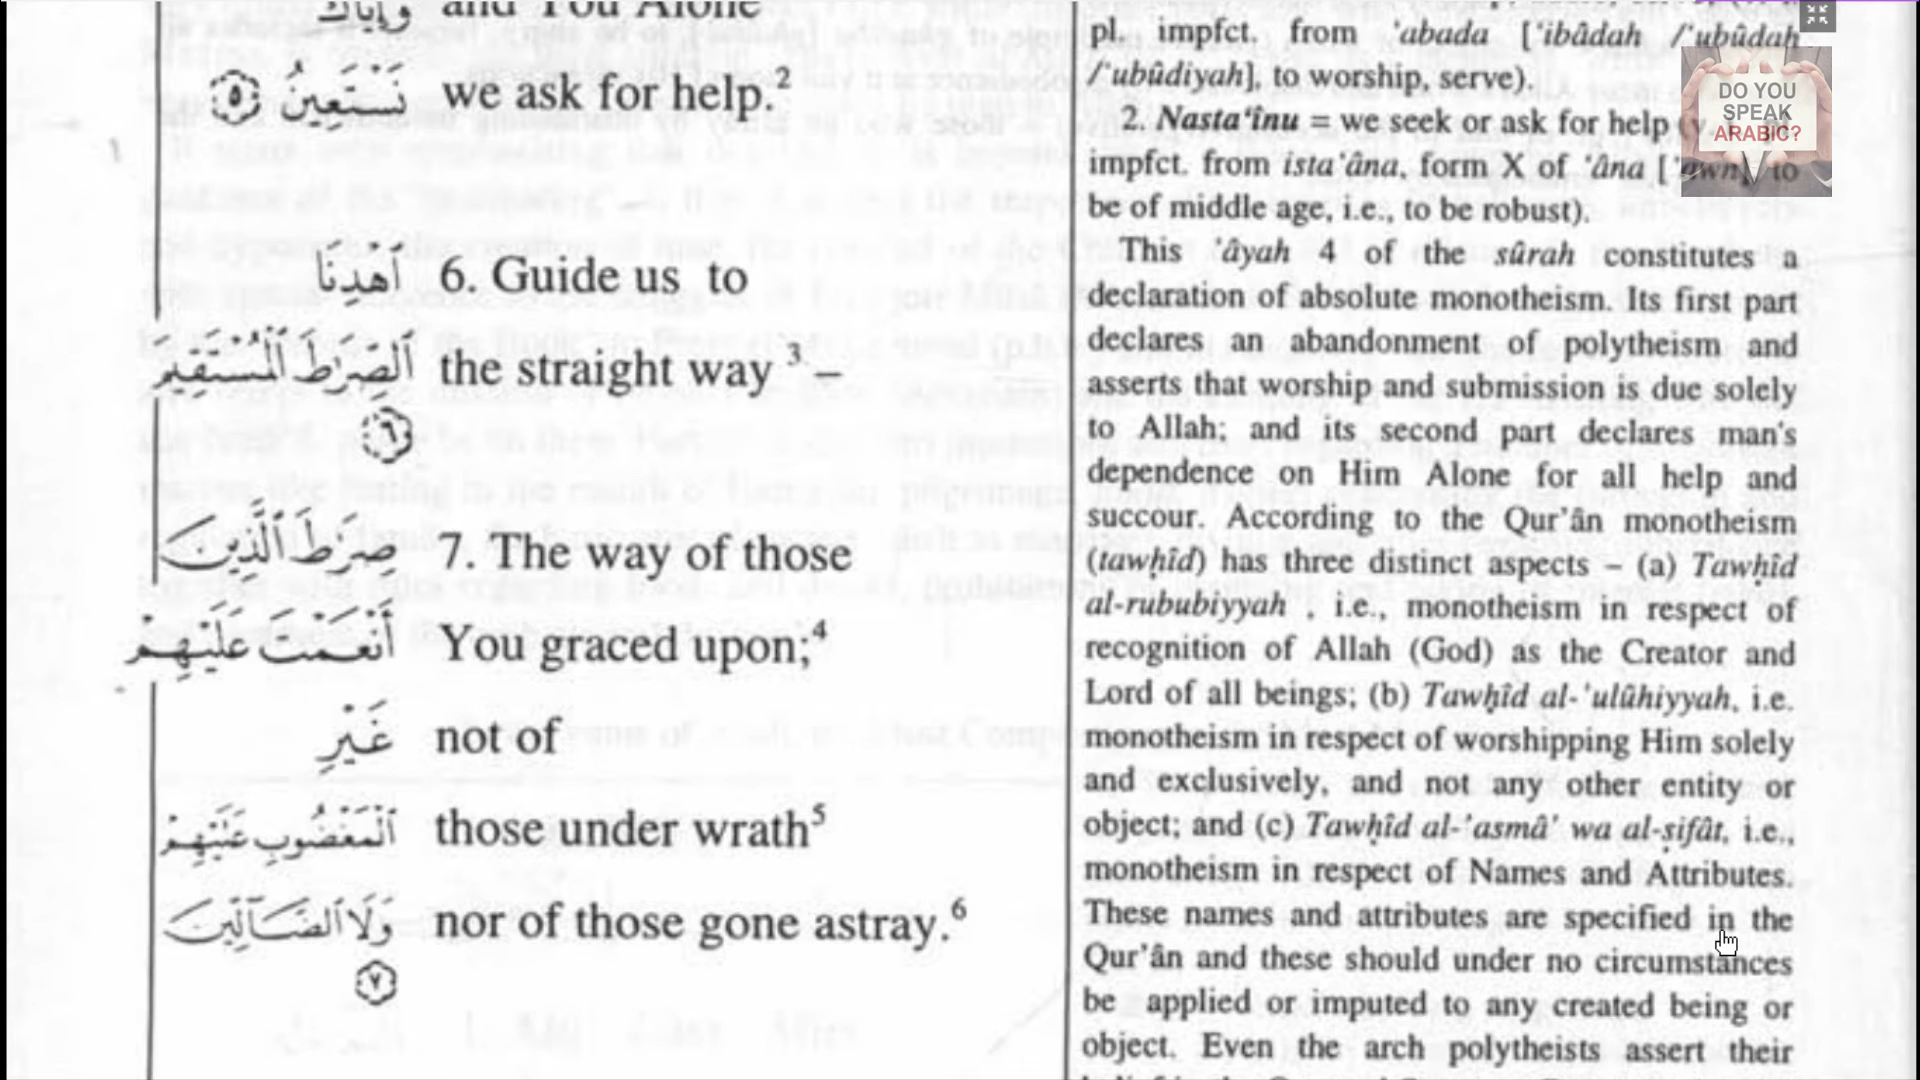 وَإِيَّاكَ and You Alone
نَسْتَعِينُ ٥ we ask for help.2
ٱهْدِنَا 6. Guide us to
ٱلصِّرَٰطَ ٱلْمُسْتَقِيمَ the straight way 3 –
٦
صِرَٰطَ ٱلَّذِينَ 7. The way of those
أَنْعَمْتَ عَلَيْهِمْ You graced upon;4
غَيْرِ not of
ٱلْمَغْضُوبِ عَلَيْهِمْ those under wrath5
وَلَا ٱلضَّآلِّينَ nor of those gone astray.6
٧
pl. impfct. from 'abada ['ibâdah /'ubûdah
/'ubûdiyah], to worship, serve).
2. Nasta'înu = we seek or ask for help
impfct. from ista'âna, form X of 'âna ['awn], to
be of middle age, i.e., to be robust).
This 'âyah 4 of the sûrah constitutes a
declaration of absolute monotheism. Its first part
declares an abandonment of polytheism and
asserts that worship and submission is due solely
to Allah; and its second part declares man's
dependence on Him Alone for all help and
succour. According to the Qur'ân monotheism
(tawḥîd) has three distinct aspects – (a) Tawḥîd
al-rububiyyah , i.e., monotheism in respect of
recognition of Allah (God) as the Creator and
Lord of all beings; (b) Tawḥîd al-'ulûhiyyah, i.e.
monotheism in respect of worshipping Him solely
and exclusively, and not any other entity or
object; and (c) Tawḥîd al-'asmâ' wa al-ṣifât, i.e.,
monotheism in respect of Names and Attributes.
These names and attributes are specified in the
Qur'ân and these should under no circumstances
be applied or imputed to any created being or
object. Even the arch polytheists assert their
DO YOU
SPEAK
ARABIC?